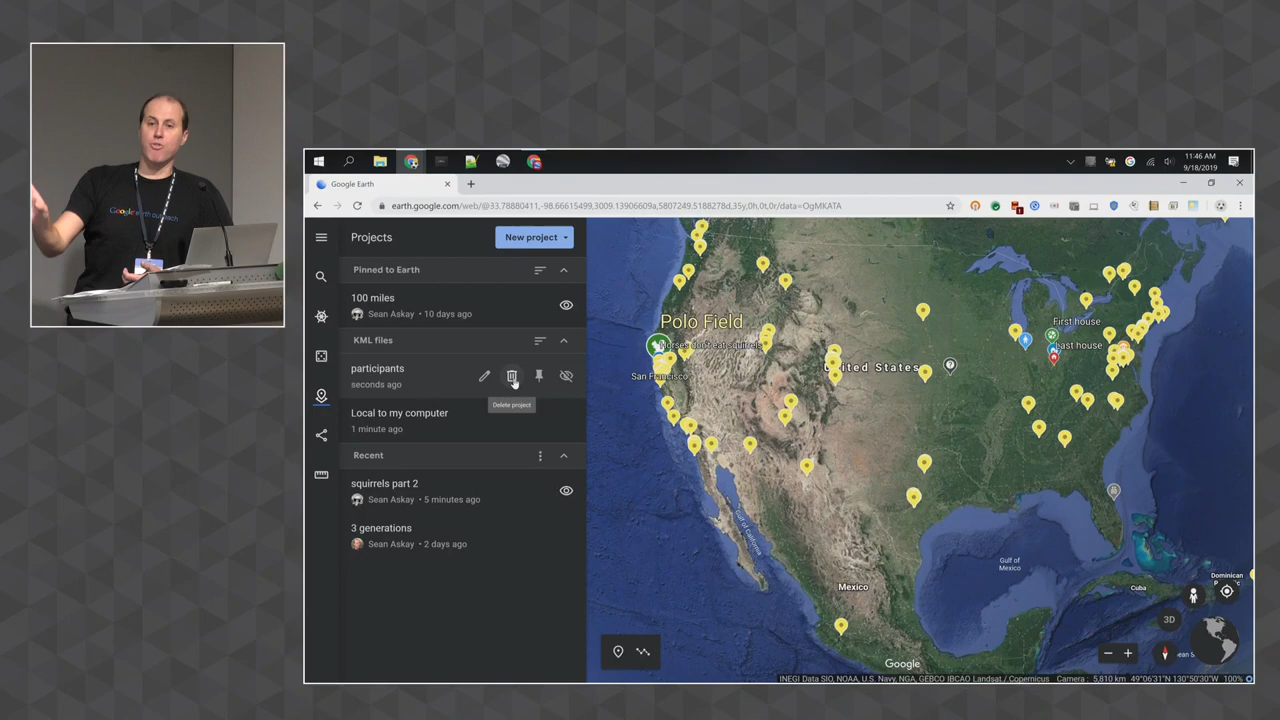 Google earth outreach
11:46 AM
9/18/2019
Google Earth
earth.google.com/web/@33.78880411,-98.66615499,3009.13906609a,5807249.5188278d,35y,0h,0t,0r/data=OgMKATA
Projects
New project
Pinned to Earth
100 miles
Sean Askay • 10 days ago
KML files
participants
seconds ago
Delete project
Local to my computer
1 minute ago
Recent
squirrels part 2
Sean Askay • 5 minutes ago
3 generations
Sean Askay • 2 days ago
Polo Field
Horses don't eat squirrels
San Francisco
United States
First house
Last house
Gulf of California
Gulf of
Mexico
Mexico
Cuba
Dominican
3D
Google
INEGI Data SIO, NOAA, U.S. Navy, NGA, GEBCO IBCAO Landsat / Copernicus Camera : 5,810 km 49°06'31"N 130°50'30"W 100%